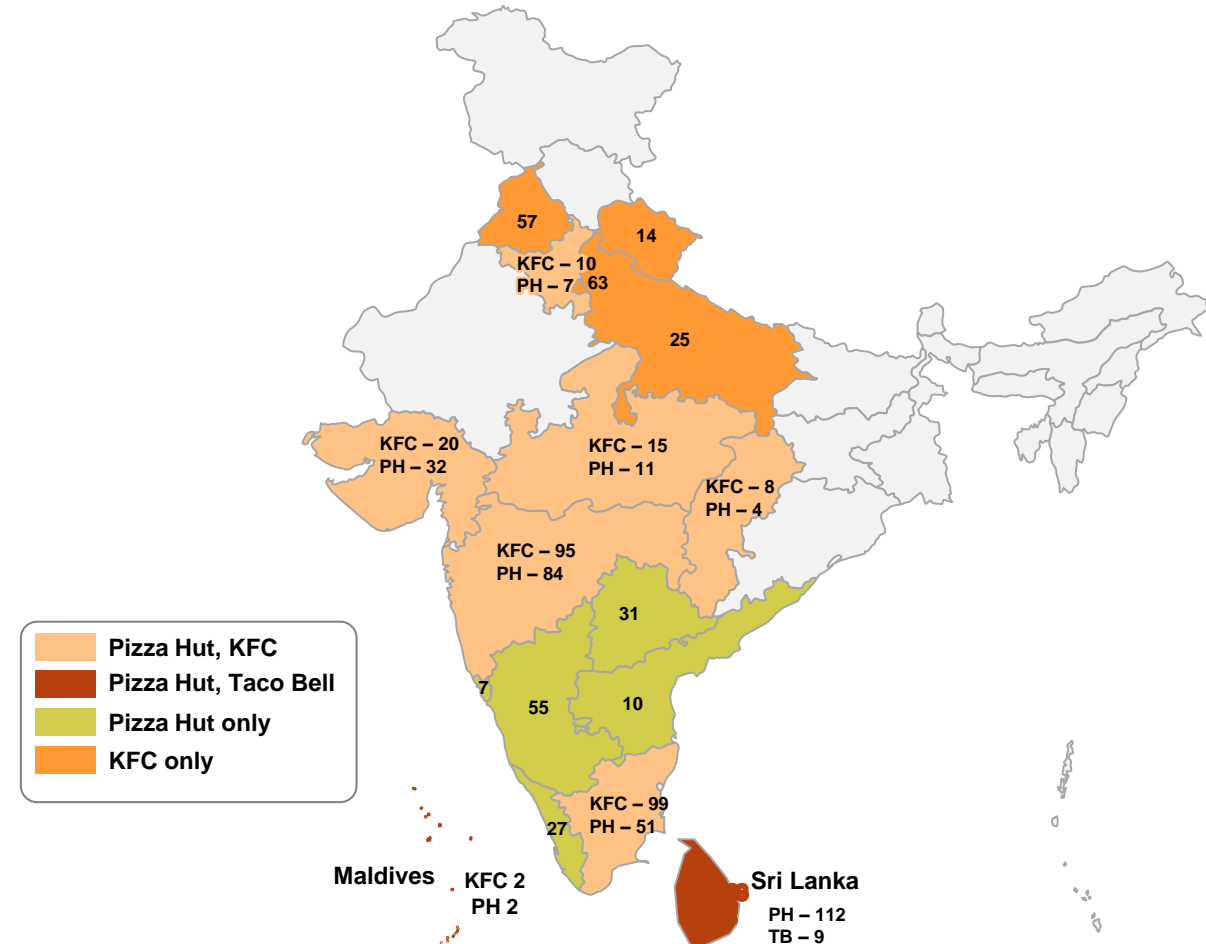 57
14
KFC – 10
PH – 7
63
25
KFC – 20
PH – 32
KFC – 15
PH – 11
KFC – 8
PH – 4
KFC – 95
PH – 84
31
7
55
10
Pizza Hut, KFC
Pizza Hut, Taco Bell
Pizza Hut only
KFC only
KFC – 99
PH – 51
27
Maldives
KFC 2
PH 2
Sri Lanka
PH – 112
TB – 9